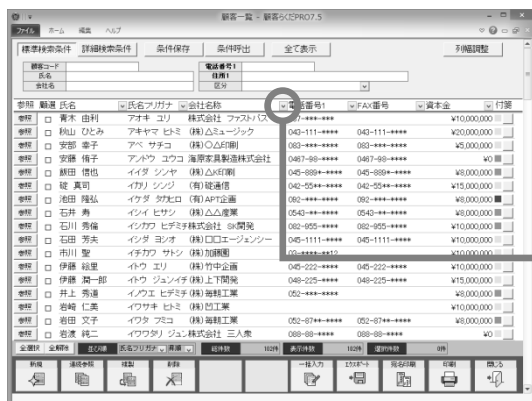 顧客一覧 - 顧客らくだPRO7.5
ファイル ホーム 編集 ヘルプ
標準検索条件 詳細検索条件 条件保存 条件呼出 全て表示 列幅調整
顧客コード 電話番号1
氏名 住所1
会社名 区分
参照 顧選 氏名 氏名フリガナ 会社名称 電話番号1 FAX番号 資本金 付箋
参照 青木 由利 アオキ ユリ 株式会社 ファストパス ¥10,000,000
参照 秋山 ひとみ アキヤマ ヒトミ (株)△ミュージック 043-111-**** 043-111-**** ¥20,000,000
参照 安部 幸子 アベ サチコ (株)○△印刷 083-***-**** 083-***-**** ¥5,000,000
参照 安藤 侑子 アンドウ ユウコ 海原家具製造株式会社 0467-98-**** 0467-98-**** ¥0
参照 飯田 信也 イイダ シンヤ (株)△K印刷 045-889-**** 045-889-**** ¥8,000,000
参照 碇 真司 イカリ シンジ (有)碇通信 042-55**-**** 042-55**-**** ¥15,000,000
参照 池田 隆弘 イケダ タカヒロ (有)APT企画 092-***-**** 092-***-**** ¥8,000,000
参照 石井 寿 イシイ ヒサシ (株)△△産業 0543-**-**** 0543-**-**** ¥8,000,000
参照 石川 秀倫 イシカワ ヒデミチ 株式会社 SK開発 082-955-**** 082-955-**** ¥10,000,000
参照 石田 芳夫 イシダ ヨシオ (株)□□エージェンシー 045-1111-**** 045-1111-**** ¥10,000,000
参照 市川 聖 イチカワ サトシ (株)加藤園 03-****-**12 ¥10,000,000
参照 伊藤 絵里 イトウ エリ (株)竹中企画 045-222-**** 045-222-**** ¥15,000,000
参照 伊藤 潤一郎 イトウ ジュンイチ (株)上下開発 048-225-**** 048-225-**** ¥15,000,000
参照 井上 秀道 イノウエ ヒデミチ (株)毎朝工業 052-***-**** ¥8,000,000
参照 岩崎 仁美 イワサキ ヒトミ (株)凹工業 ¥10,000,000
参照 岩田 文子 イワタ フミコ (株)毎朝工業 052-87**-**** 052-87**-**** ¥8,000,000
参照 岩渡 純二 イワワタリ ジュン 株式会社 三人衆 088-88-**** 088-88-**** ¥0
全選択 全解除 並び順 氏名フリガナ 昇順 総件数 102件 表示件数 102件 選択件数 0件
新規 連続参照 複製 削除 一括入力 エクスポート 宛名印刷 印刷 閉じる